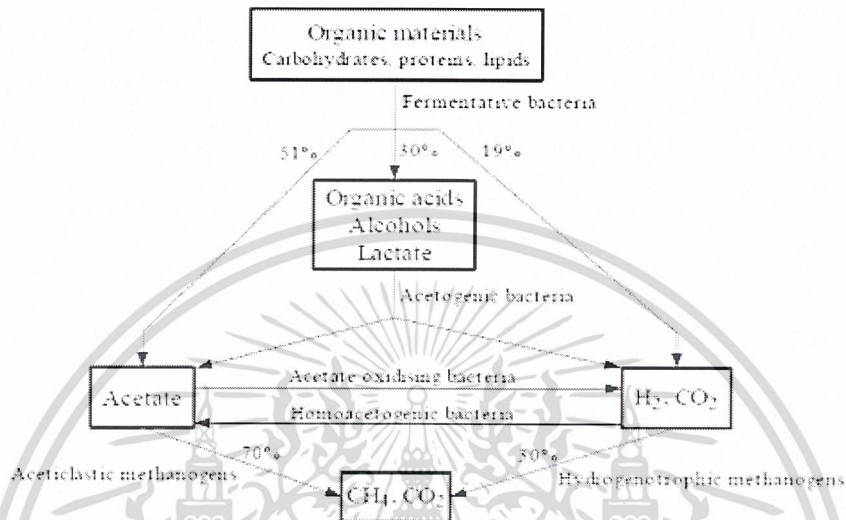 Organic materials
Carbohydrates, proteins, lipids
Fermentative bacteria
51%
30%
19%
Organic acids
Alcohols
Lactate
Acetogenic bacteria
Acetate
Acetate-oxidising bacteria
Homoacetogenic bacteria
H₂, CO₂
70%
30%
Aceticlastic methanogens
CH₄, CO₂
Hydrogenotrophic methanogens